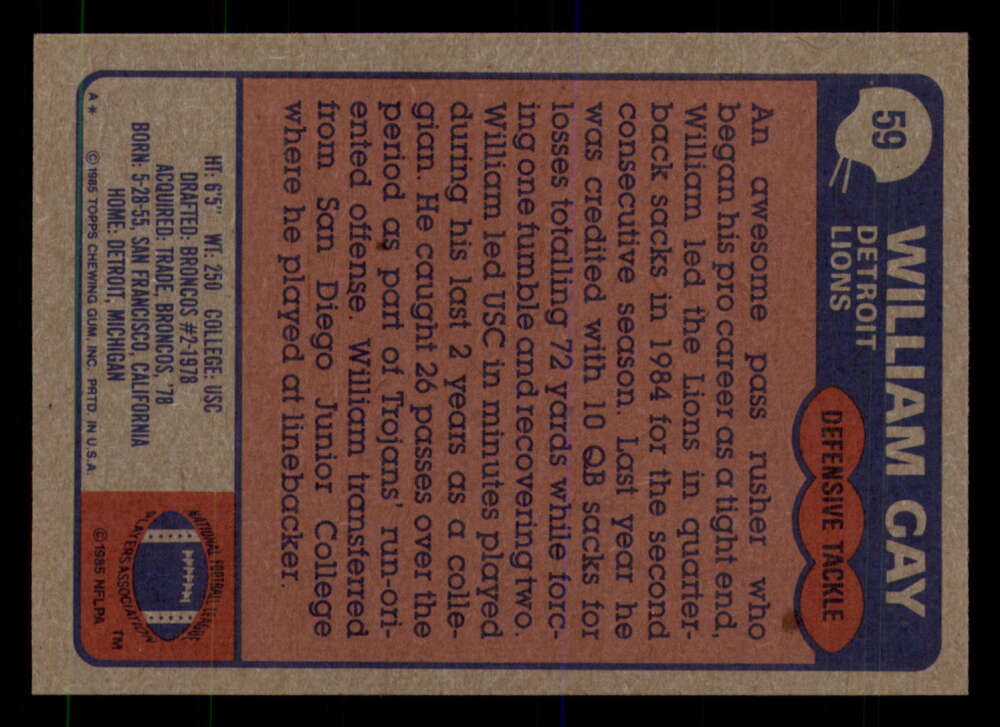 59
WILLIAM GAY
DETROIT
LIONS
DEFENSIVE TACKLE
An awesome pass rusher who
began his pro career as a tight end,
William led the Lions in quarter-
back sacks in 1984 for the second
consecutive season. Last year he
was credited with 10 QB sacks for
losses totalling 72 yards while forc-
ing one fumble and recovering two.
William led USC in minutes played
during his last 2 years as a colle-
gian. He caught 26 passes over the
period as part of Trojans' run-ori-
ented offense. William transferred
from San Diego Junior College
where he played at linebacker.
HT: 6'5" WT: 250 COLLEGE: USC
DRAFTED: BRONCOS #2-1978
ACQUIRED: TRADE, BRONCOS, '78
BORN: 5-28-55, SAN FRANCISCO, CALIFORNIA
HOME: DETROIT, MICHIGAN
A* © 1985 TOPPS CHEWING GUM, INC. PRTD. IN U.S.A.
NATIONAL FOOTBALL LEAGUE
PLAYERS ASSOCIATION
TM
© 1985 NFLPA